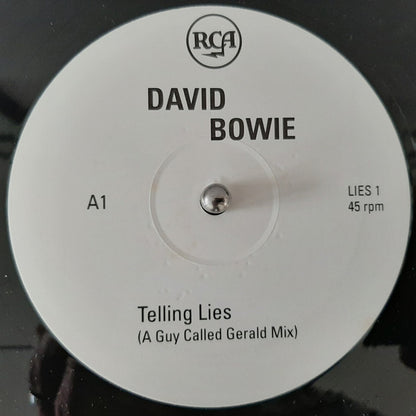 RCA
DAVID
BOWIE
A1
LIES 1
45 rpm
Telling Lies
(A Guy Called Gerald Mix)